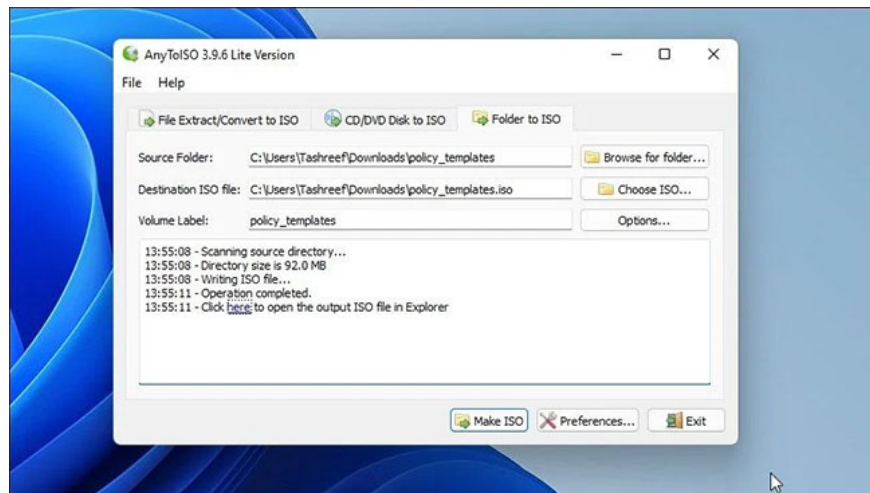 AnyToISO 3.9.6 Lite Version
File Help
File Extract/Convert to ISO CD/DVD Disk to ISO Folder to ISO
Source Folder: C:\Users\Tashreef\Downloads\policy_templates Browse for folder...
Destination ISO file: C:\Users\Tashreef\Downloads\policy_templates.iso Choose ISO...
Volume Label: policy_templates Options...
13:55:08 - Scanning source directory...
13:55:08 - Directory size is 92.0 MB
13:55:08 - Writing ISO file...
13:55:11 - Operation completed.
13:55:11 - Click here to open the output ISO file in Explorer
Make ISO Preferences... Exit